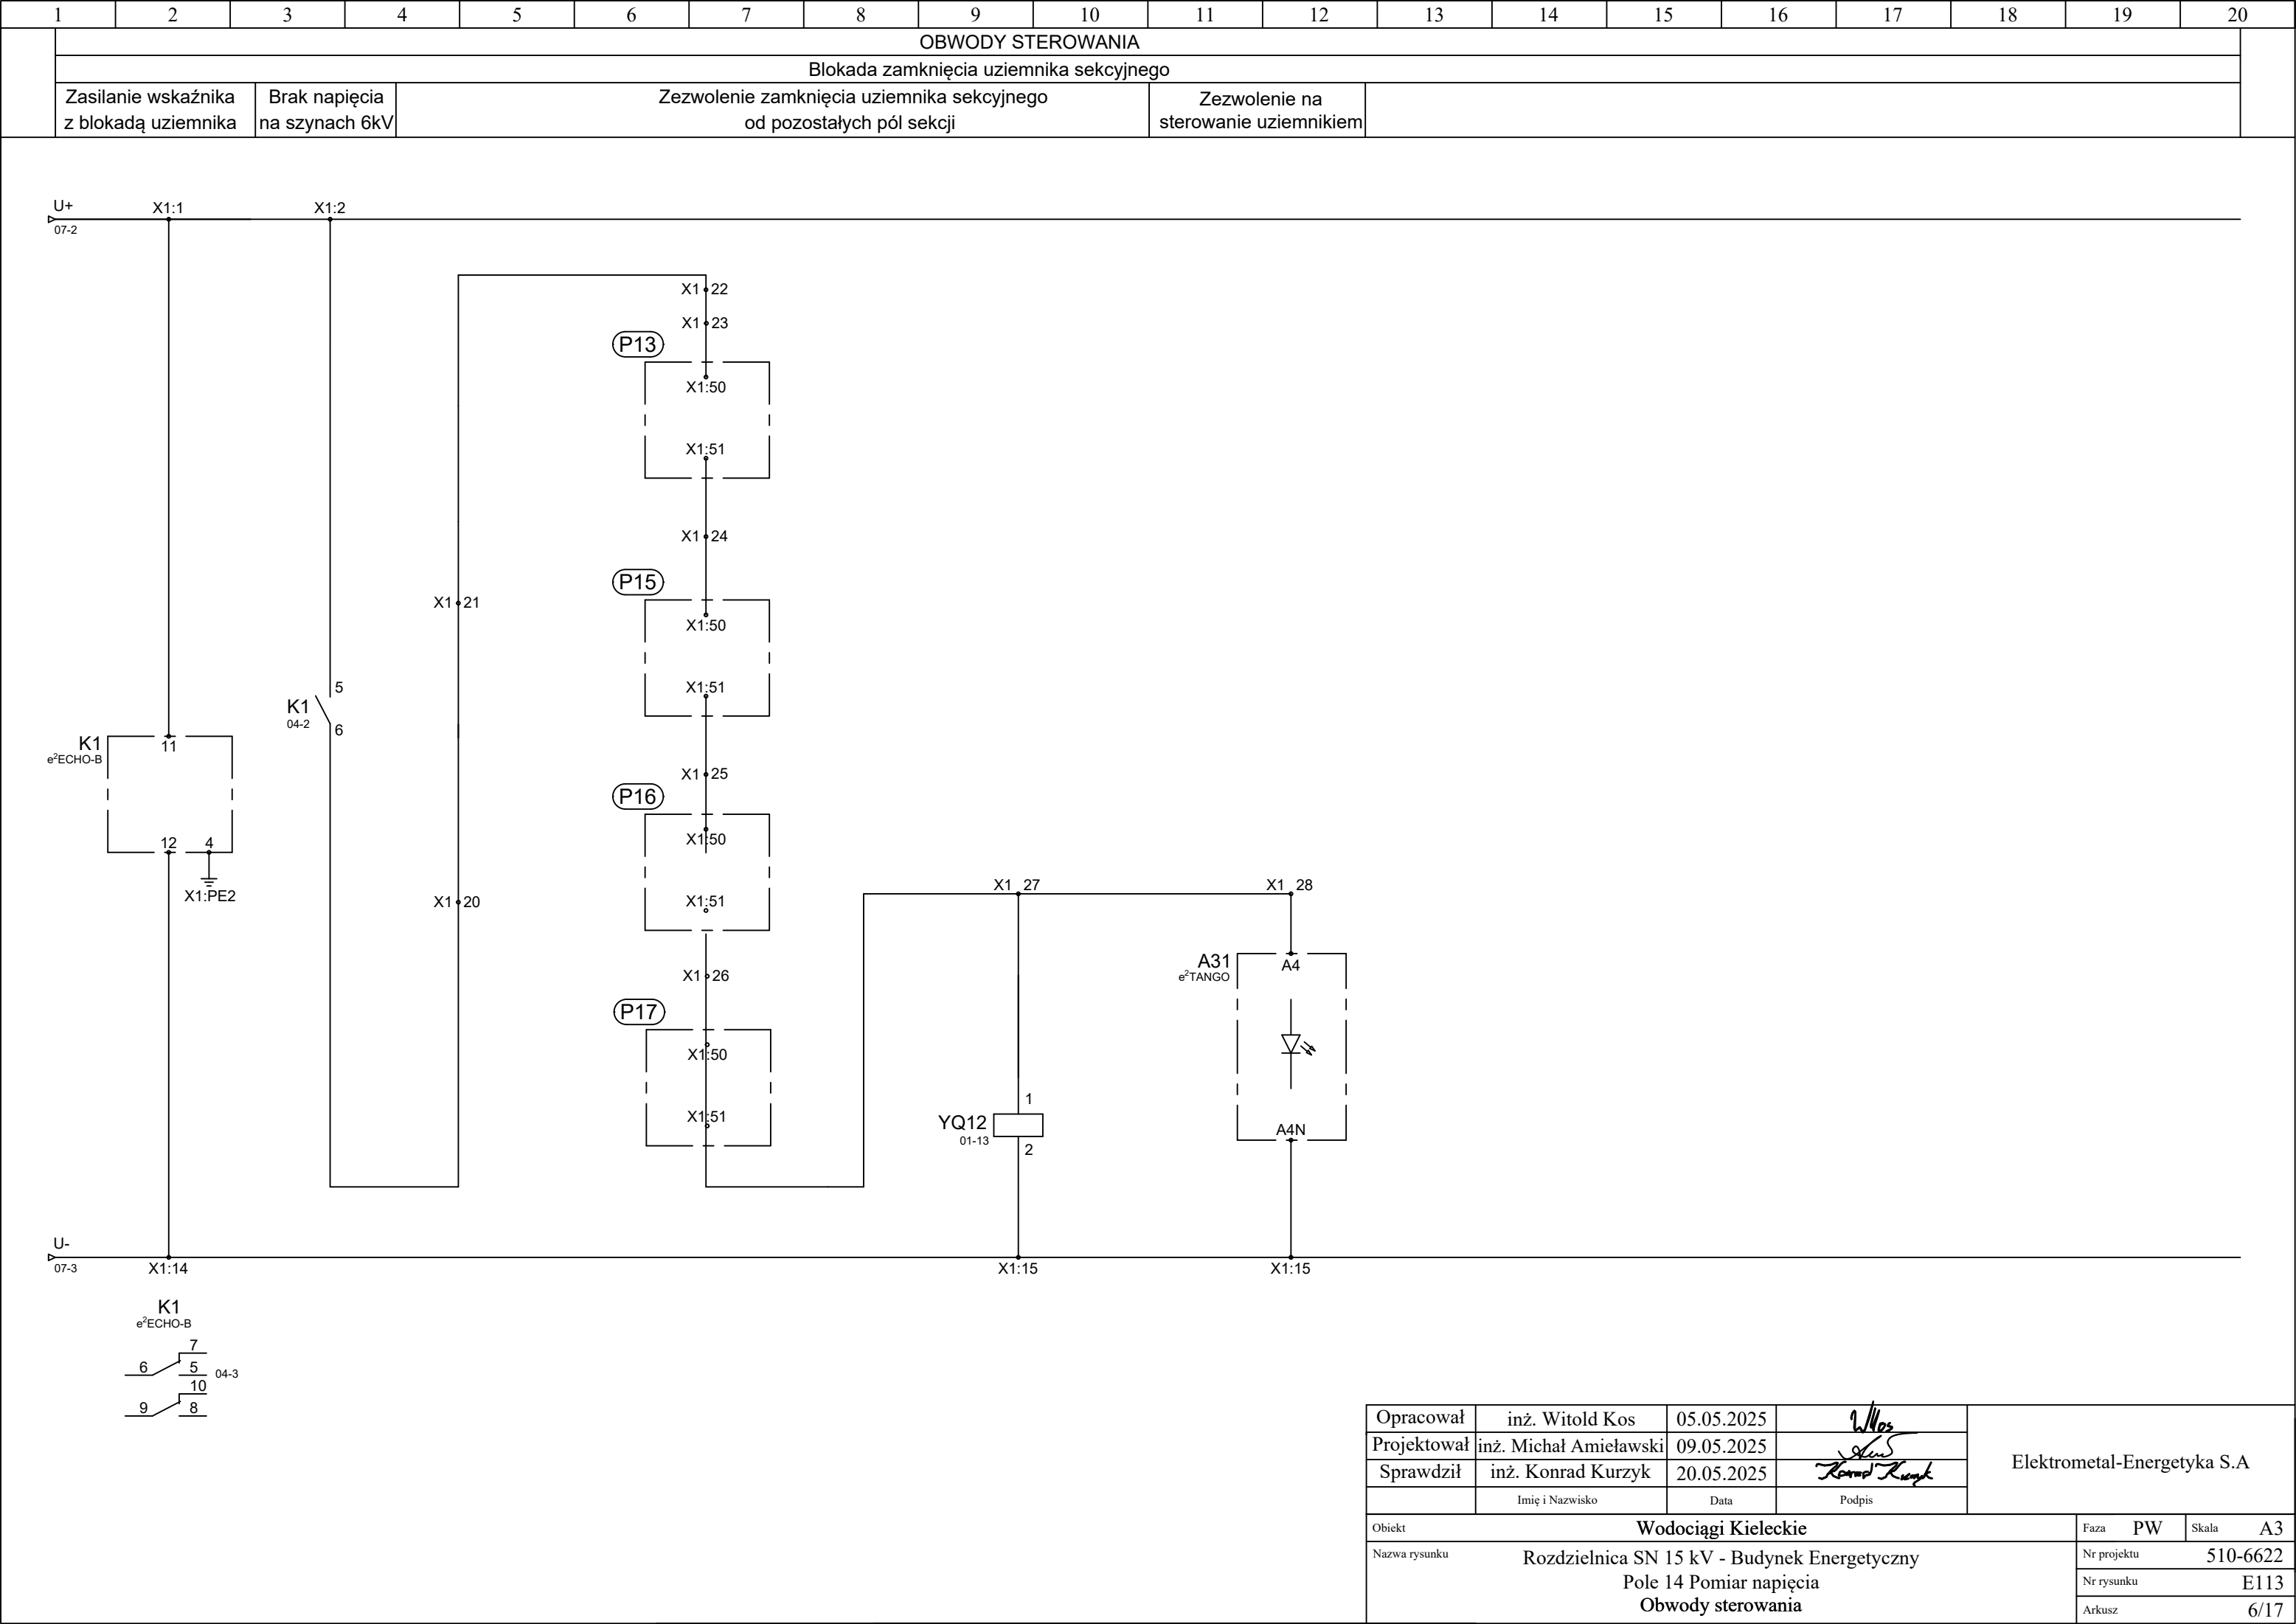 1 2 3 4 5 6 7 8 9 10 11 12 13 14 15 16 17 18 19 20
OBWODY STEROWANIA
Blokada zamknięcia uziemnika sekcyjnego
Zasilanie wskaźnika
z blokadą uziemnika
Brak napięcia
na szynach 6kV
Zezwolenie zamknięcia uziemnika sekcyjnego
od pozostałych pól sekcji
Zezwolenie na
sterowanie uziemnikiem
U+
07-2
X1:1
X1:2
X1 22
X1 23
P13
X1:50
X1:51
X1 24
P15
X1:50
X1:51
X1 25
P16
X1:50
X1:51
X1 26
P17
X1:50
X1:51
X1 21
X1 20
K1
04-2
5
6
K1
e²ECHO-B
11
12 4
X1:PE2
X1 27
X1 28
A31
e²TANGO
A4
A4N
YQ12
01-13
1
2
U-
07-3
X1:14
X1:15
X1:15
K1
e²ECHO-B
7
6 5 04-3
10
9 8
Opracował inż. Witold Kos 05.05.2025
Projektował inż. Michał Amieławski 09.05.2025
Sprawdził inż. Konrad Kurzyk 20.05.2025 Konrad Kurzyk
Imię i Nazwisko Data Podpis
Elektrometal-Energetyka S.A
Obiekt Wodociągi Kieleckie
Faza PW Skala A3
Nazwa rysunku
Rozdzielnica SN 15 kV - Budynek Energetyczny
Pole 14 Pomiar napięcia
Obwody sterowania
Nr projektu 510-6622
Nr rysunku E113
Arkusz 6/17